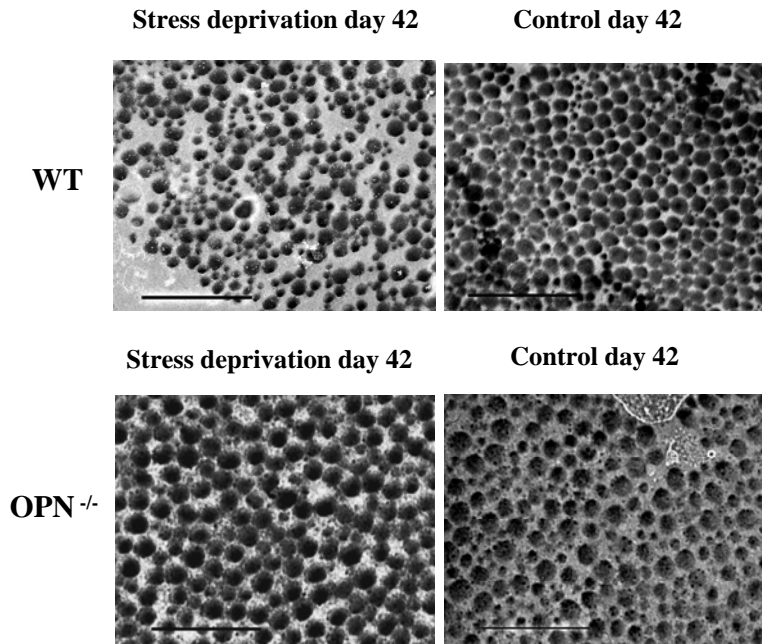 Stress deprivation day 42 Control day 42
WT
Stress deprivation day 42 Control day 42
OPN -/-